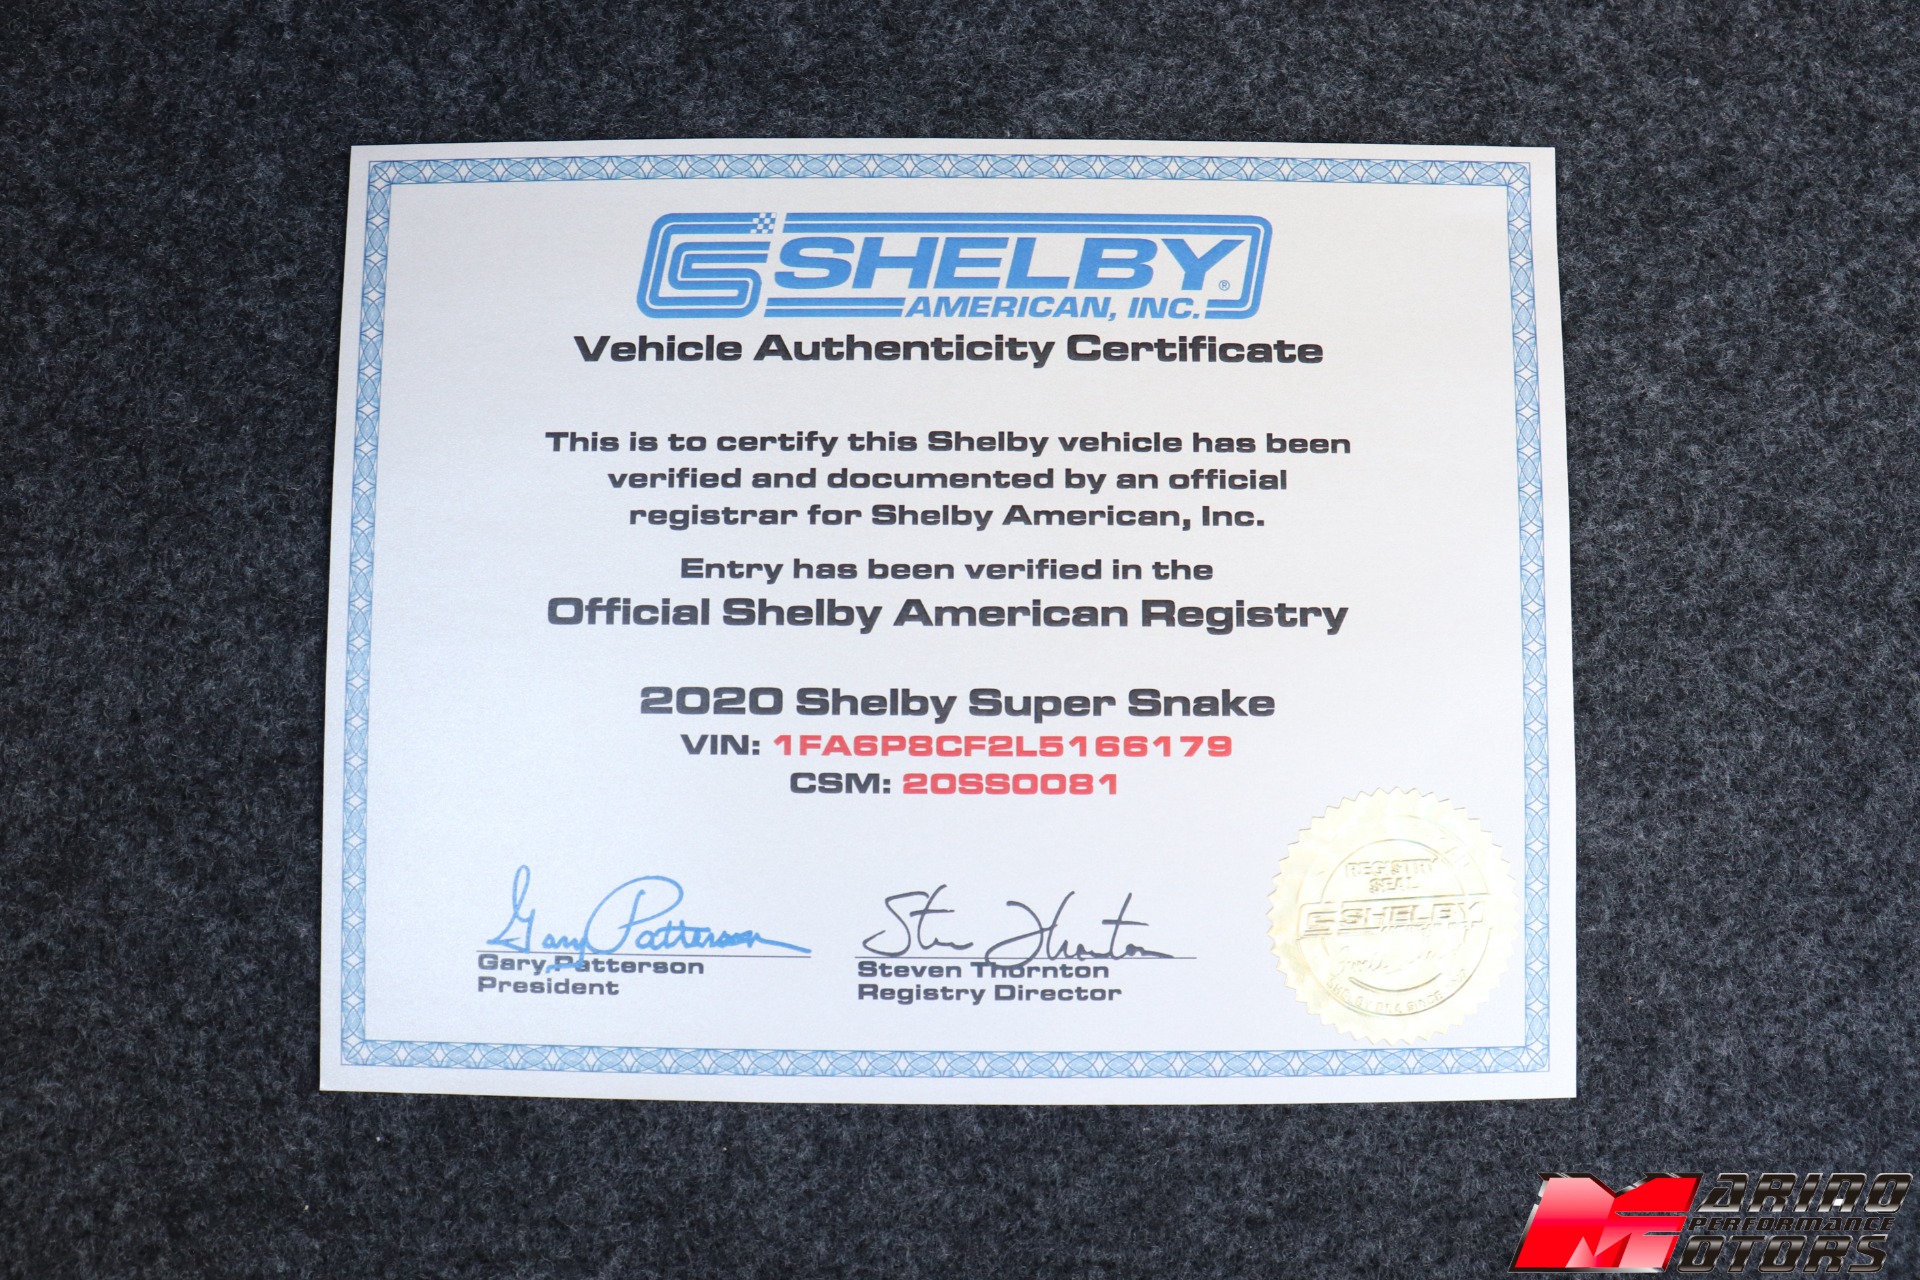 SHELBY®
AMERICAN, INC.
Vehicle Authenticity Certificate
This is to certify this Shelby vehicle has been
verified and documented by an official
registrar for Shelby American, Inc.
Entry has been verified in the
Official Shelby American Registry
2020 Shelby Super Snake
VIN: 1FA6P8CF2L5166179
CSM: 20SS0081
Gary Patterson
Gary Patterson
President
Steven Thornton
Steven Thornton
Registry Director
REGISTRY
SEAL
SHELBY
MARINO
PERFORMANCE
MOTORS